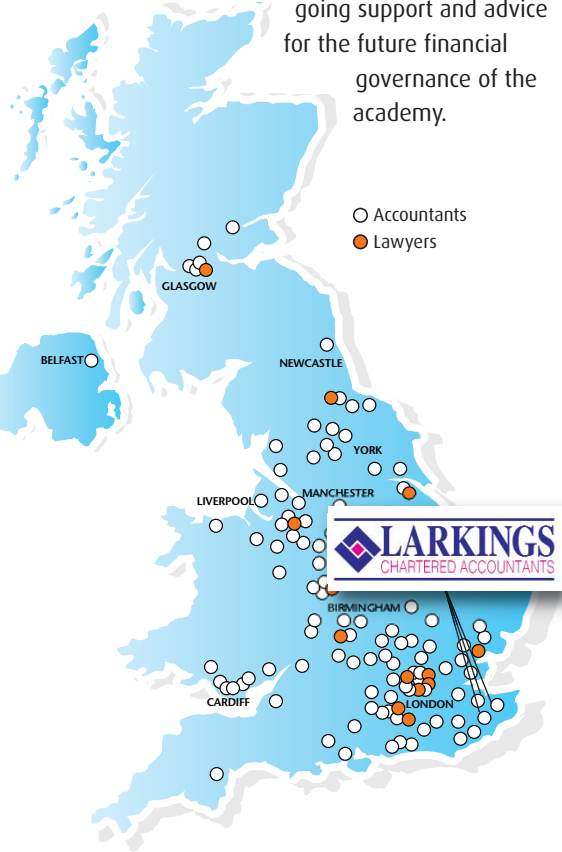 going support and advice
for the future financial
governance of the
academy.
Accountants
Lawyers
GLASGOW
BELFAST
NEWCASTLE
YORK
MANCHESTER
LIVERPOOL
LARKINGS
CHARTERED ACCOUNTANTS
BIRMINGHAM
CARDIFF
LONDON